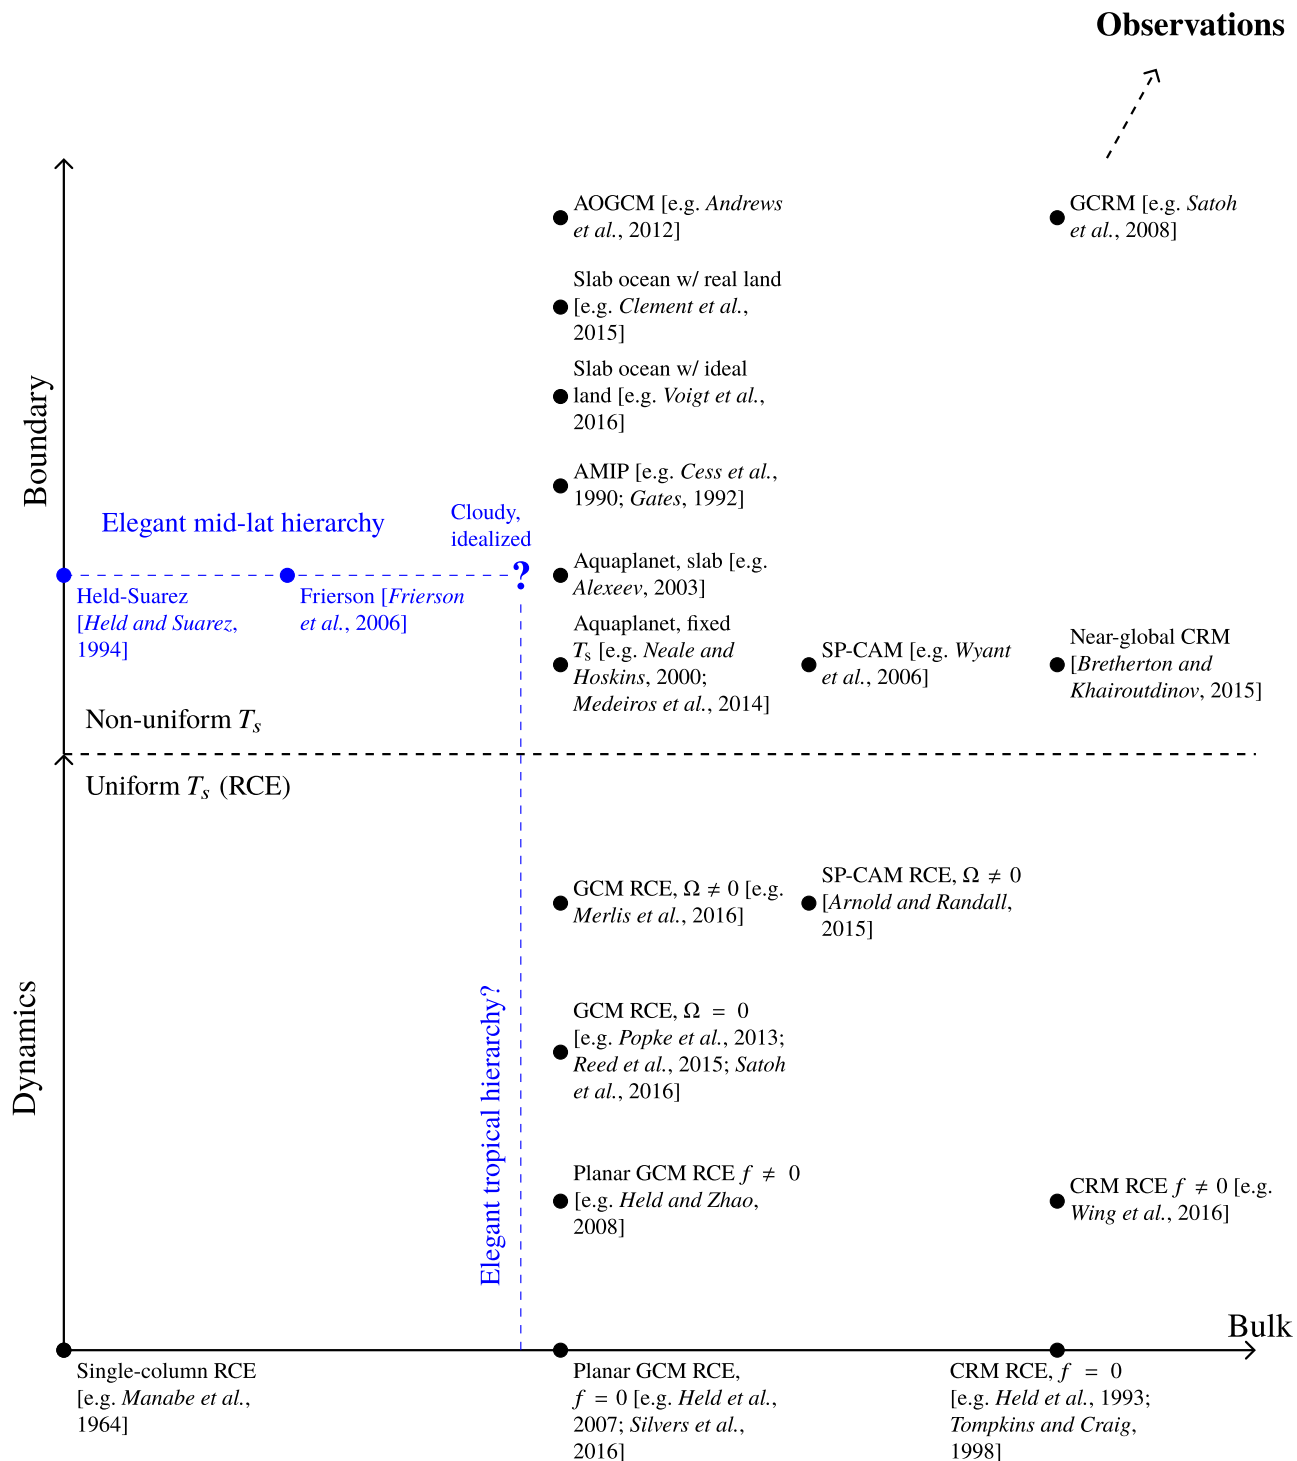 Observations
AOGCM [e.g. Andrews
et al., 2012]
GCRM [e.g. Satoh
et al., 2008]
Slab ocean w/ real land
[e.g. Clement et al.,
2015]
Slab ocean w/ ideal
land [e.g. Voigt et al.,
2016]
Boundary
AMIP [e.g. Cess et al.,
1990; Gates, 1992]
Elegant mid-lat hierarchy
Cloudy,
idealized
?
Aquaplanet, slab [e.g.
Alexeev, 2003]
Held-Suarez
[Held and Suarez,
1994]
Frierson [Frierson
et al., 2006]
Aquaplanet, fixed
Ts [e.g. Neale and
Hoskins, 2000;
Medeiros et al., 2014]
SP-CAM [e.g. Wyant
et al., 2006]
Near-global CRM
[Bretherton and
Khairoutdinov, 2015]
Non-uniform Ts
Uniform Ts (RCE)
GCM RCE, Ω ≠ 0 [e.g.
Merlis et al., 2016]
SP-CAM RCE, Ω ≠ 0
[Arnold and Randall,
2015]
Dynamics
Elegant tropical hierarchy?
GCM RCE, Ω = 0
[e.g. Popke et al., 2013;
Reed et al., 2015; Satoh
et al., 2016]
Planar GCM RCE f ≠ 0
[e.g. Held and Zhao,
2008]
CRM RCE f ≠ 0 [e.g.
Wing et al., 2016]
Bulk
Single-column RCE
[e.g. Manabe et al.,
1964]
Planar GCM RCE,
f = 0 [e.g. Held et al.,
2007; Silvers et al.,
2016]
CRM RCE, f = 0
[e.g. Held et al., 1993;
Tompkins and Craig,
1998]